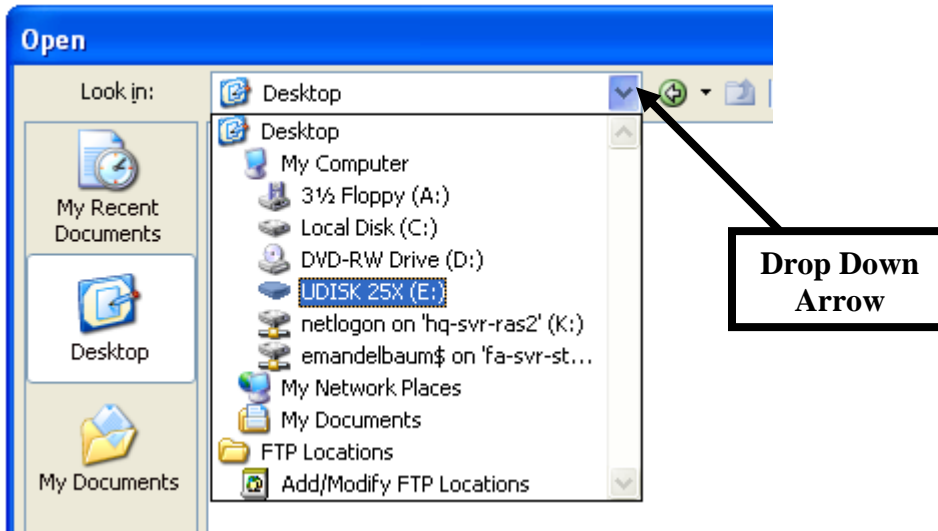 Open
Look in:
Desktop
Desktop
My Computer
3½ Floppy (A:)
Local Disk (C:)
DVD-RW Drive (D:)
UDISK 25X (E:)
netlogon on 'hq-svr-ras2' (K:)
emandelbaum$ on 'fa-svr-st...
My Network Places
My Documents
FTP Locations
Add/Modify FTP Locations
My Recent
Documents
Desktop
My Documents
Drop Down
Arrow